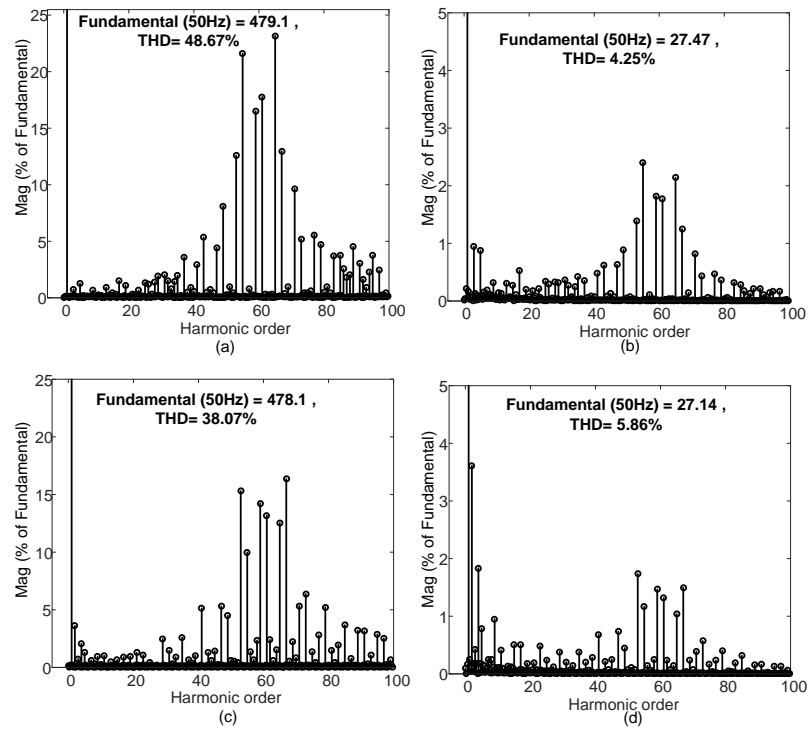 Fundamental (50Hz) = 479.1 ,
THD= 48.67%
Mag (% of Fundamental)
25
20
15
10
5
0
0 20 40 60 80 100
Harmonic order
(a)
Fundamental (50Hz) = 27.47 ,
THD= 4.25%
Mag (% of Fundamental)
5
4
3
2
1
0
0 20 40 60 80 100
Harmonic order
(b)
Fundamental (50Hz) = 478.1 ,
THD= 38.07%
Mag (% of Fundamental)
25
20
15
10
5
0
0 20 40 60 80 100
Harmonic order
(c)
Fundamental (50Hz) = 27.14 ,
THD= 5.86%
Mag (% of Fundamental)
5
4
3
2
1
0
0 20 40 60 80 100
Harmonic order
(d)